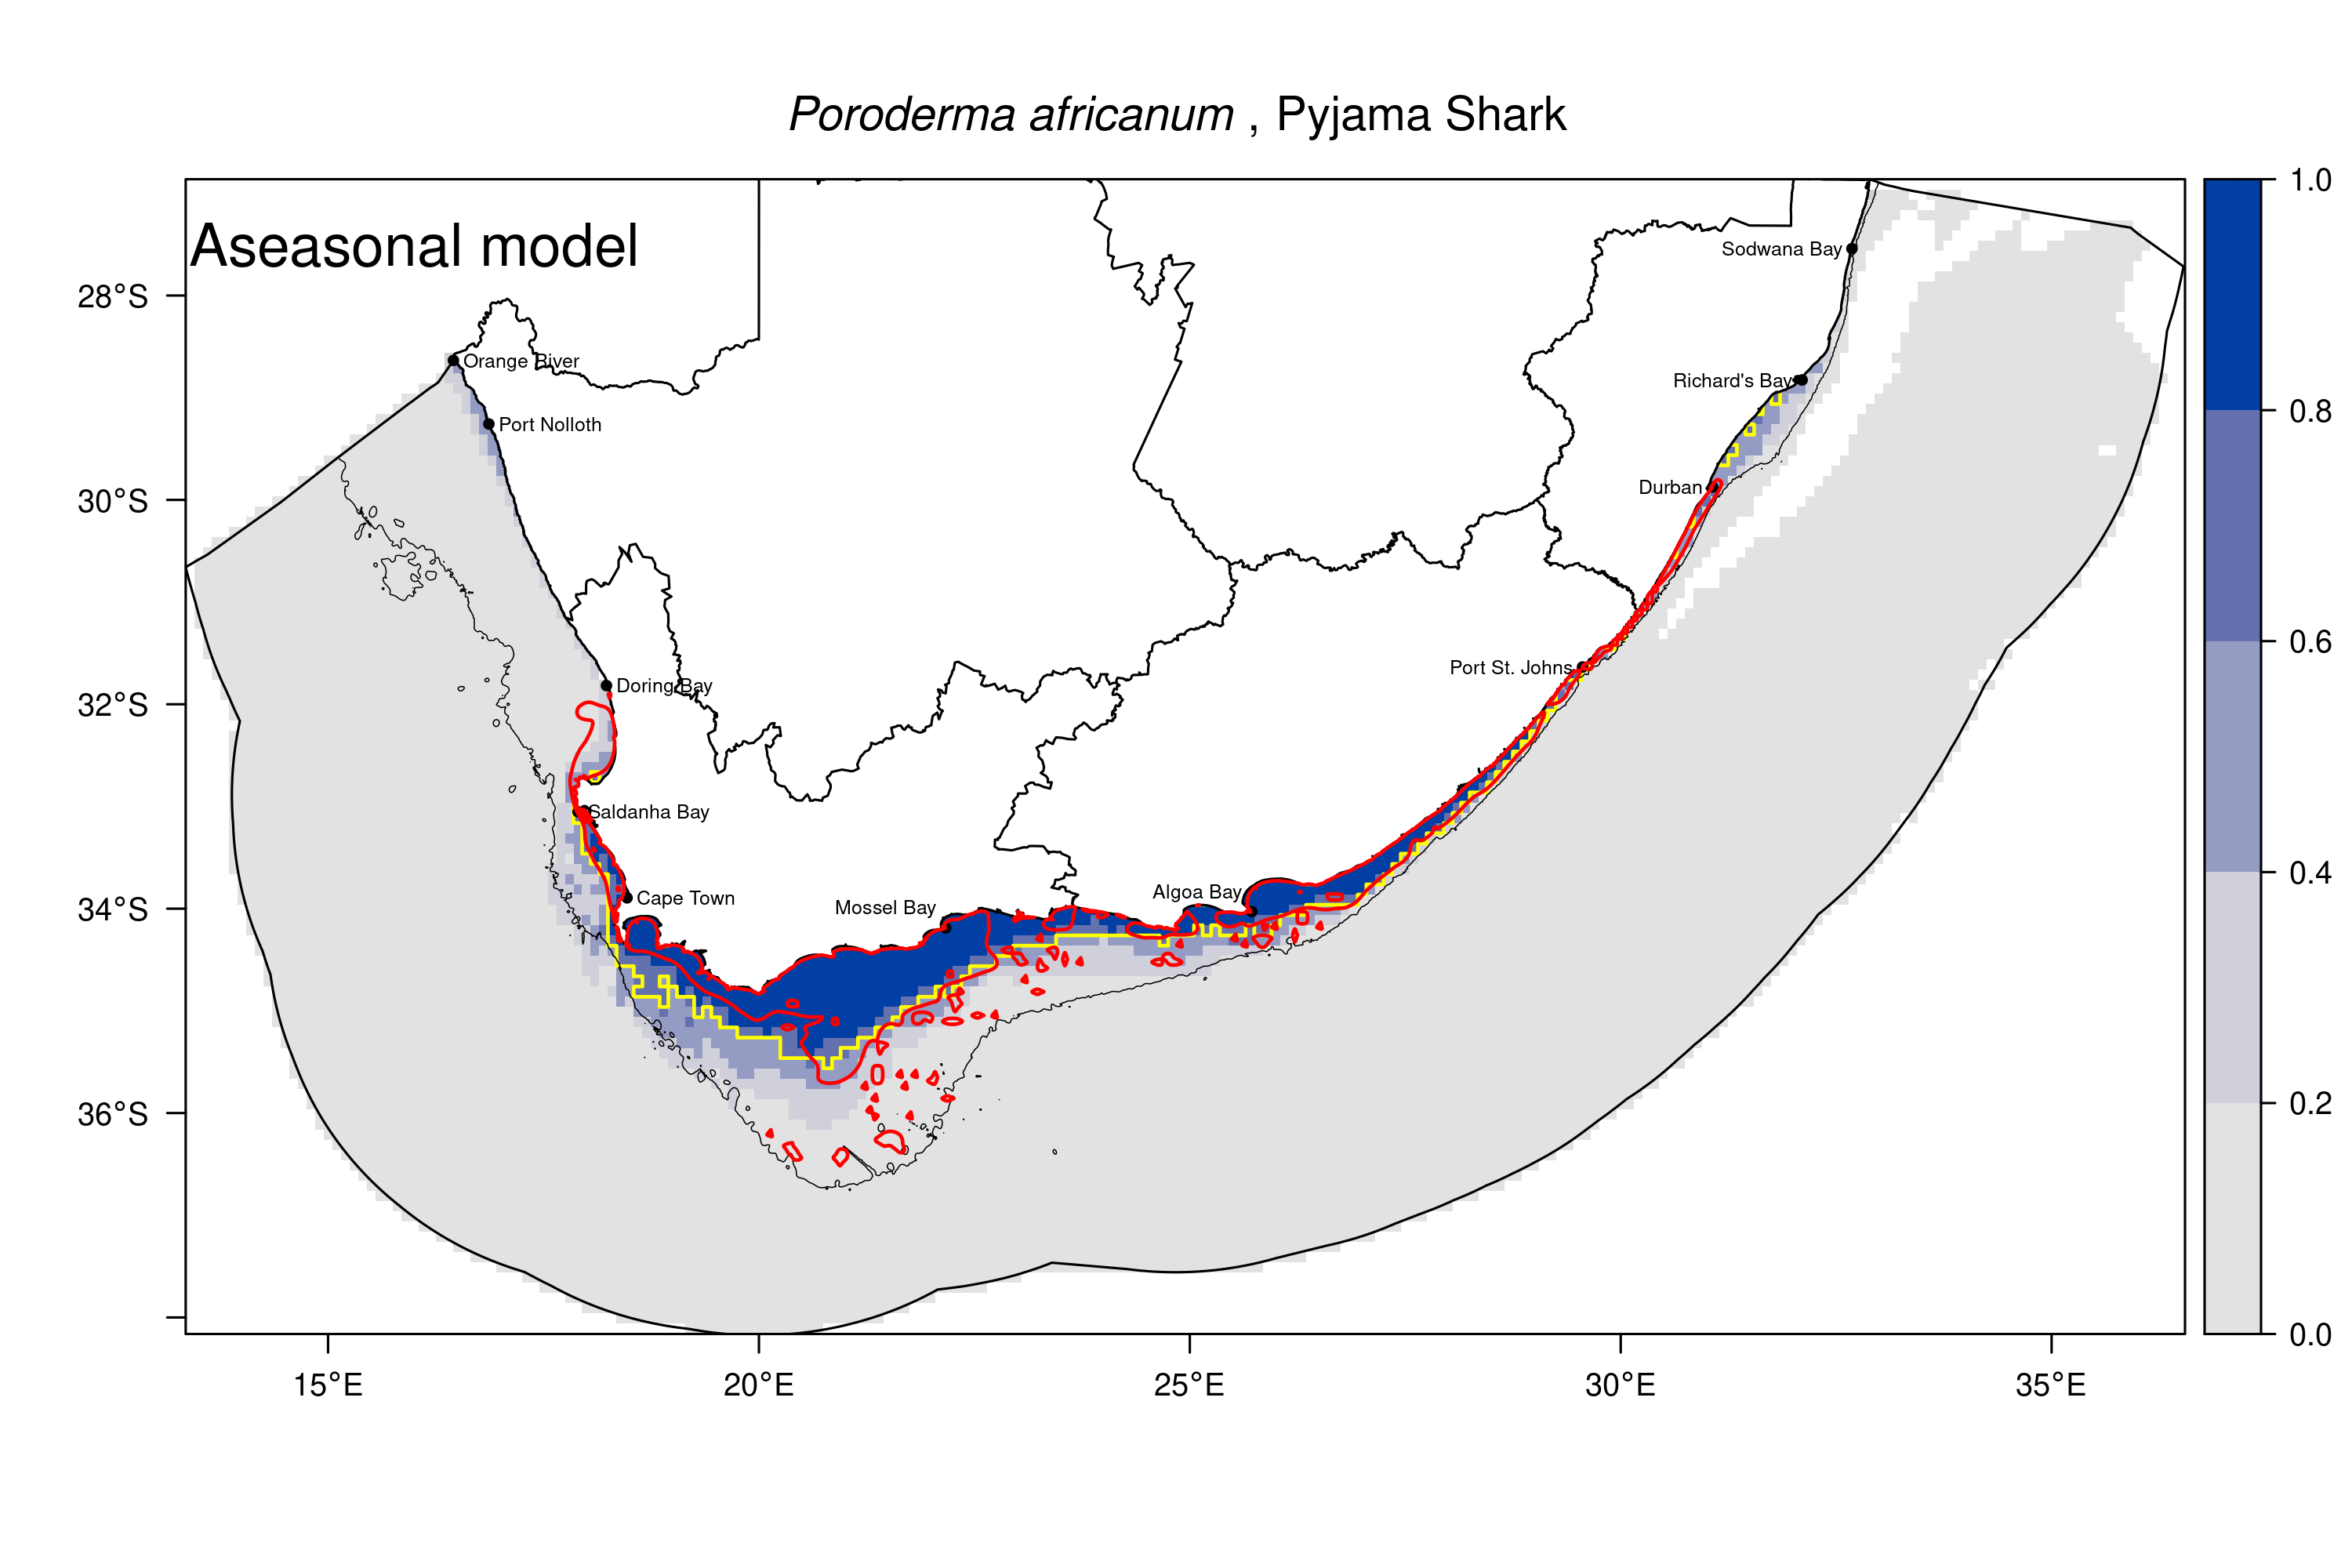 Poroderma africanum , Pyjama Shark
Aseasonal model
Sodwana Bay
Orange River
Richard's Bay
Port Nolloth
Durban
Port St. Johns
Doring Bay
Saldanha Bay
Cape Town
Mossel Bay
Algoa Bay
28°S
30°S
32°S
34°S
36°S
15°E
20°E
25°E
30°E
35°E
1.0
0.8
0.6
0.4
0.2
0.0